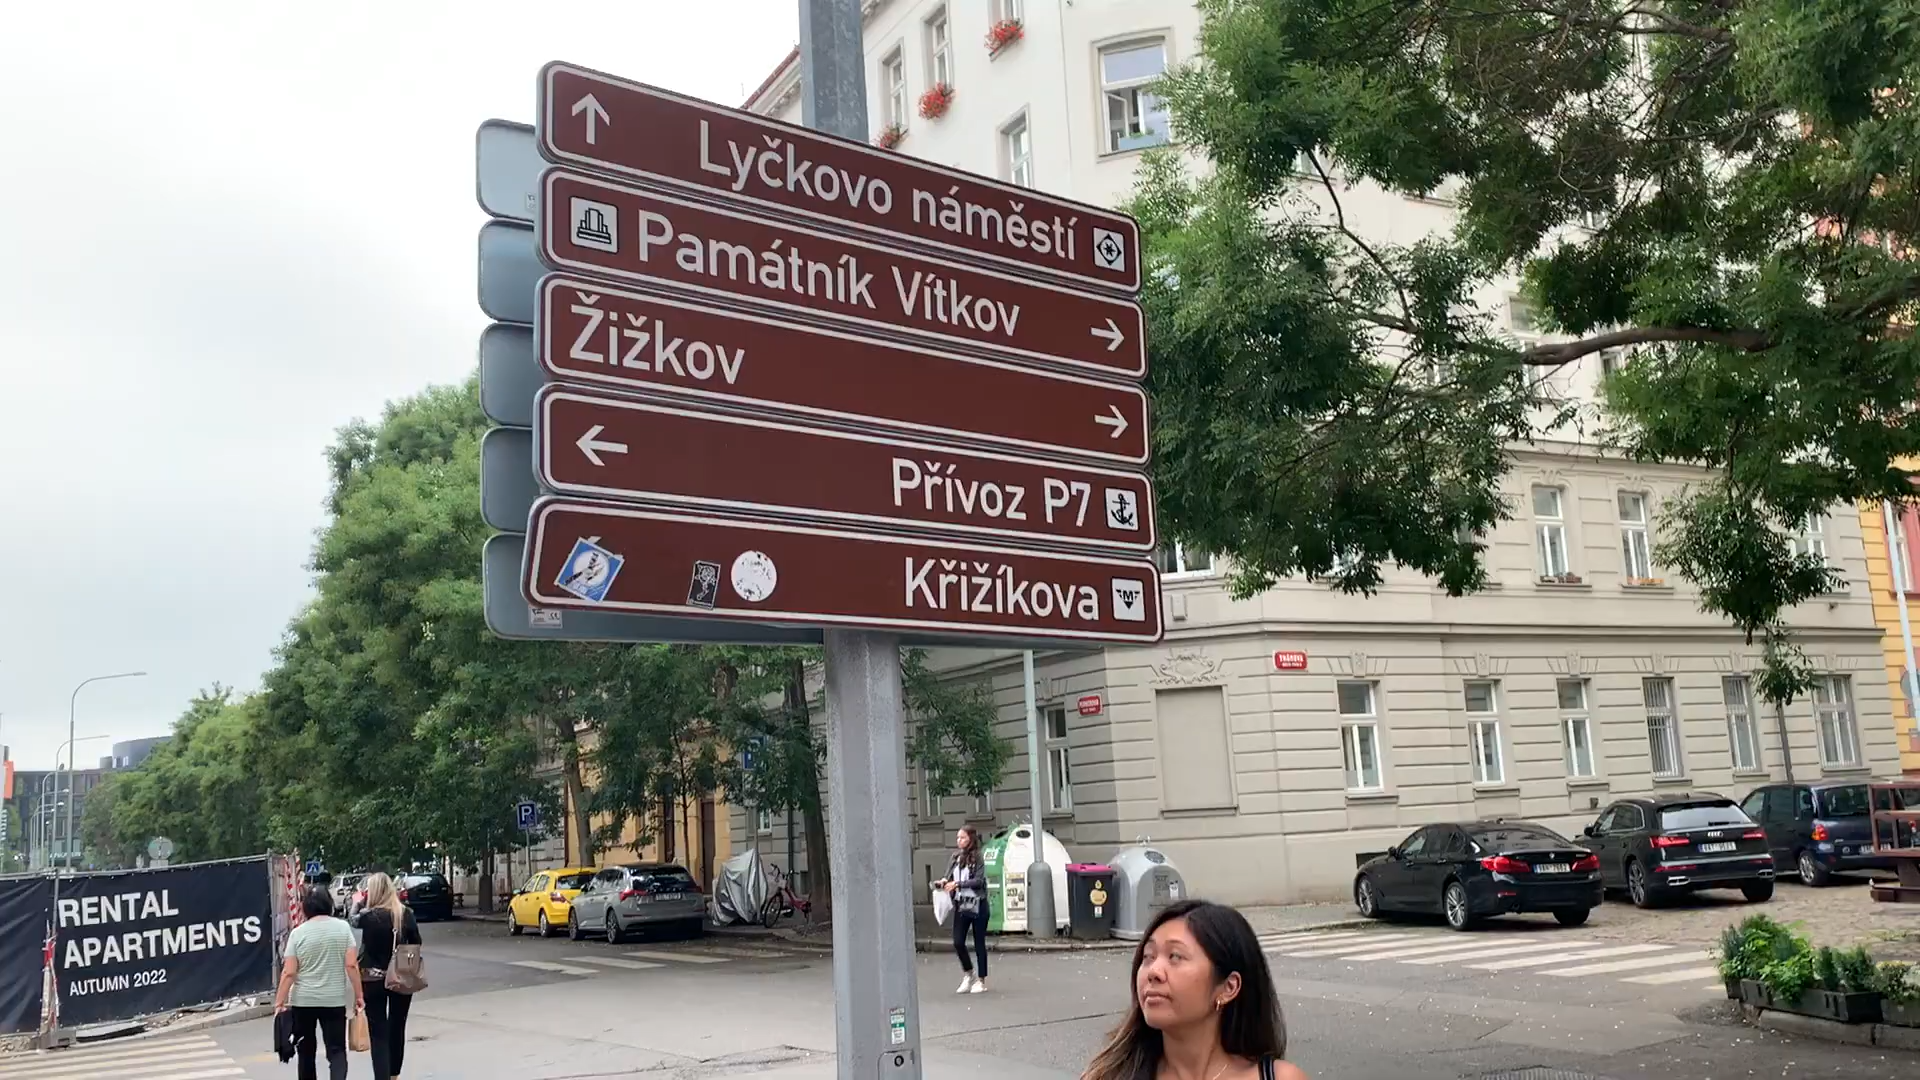 Lyčkovo náměstí
Památník Vítkov
Žižkov
Přívoz P7
Křižíkova
M
P
RENTAL
APARTMENTS
AUTUMN 2022